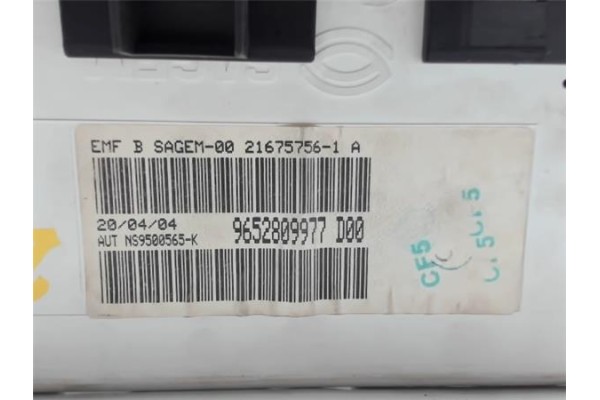 EMF B SAGEM-00 21675756-1 A
20/04/04
AUT NS9500565-K
9652809977 D00
CF5